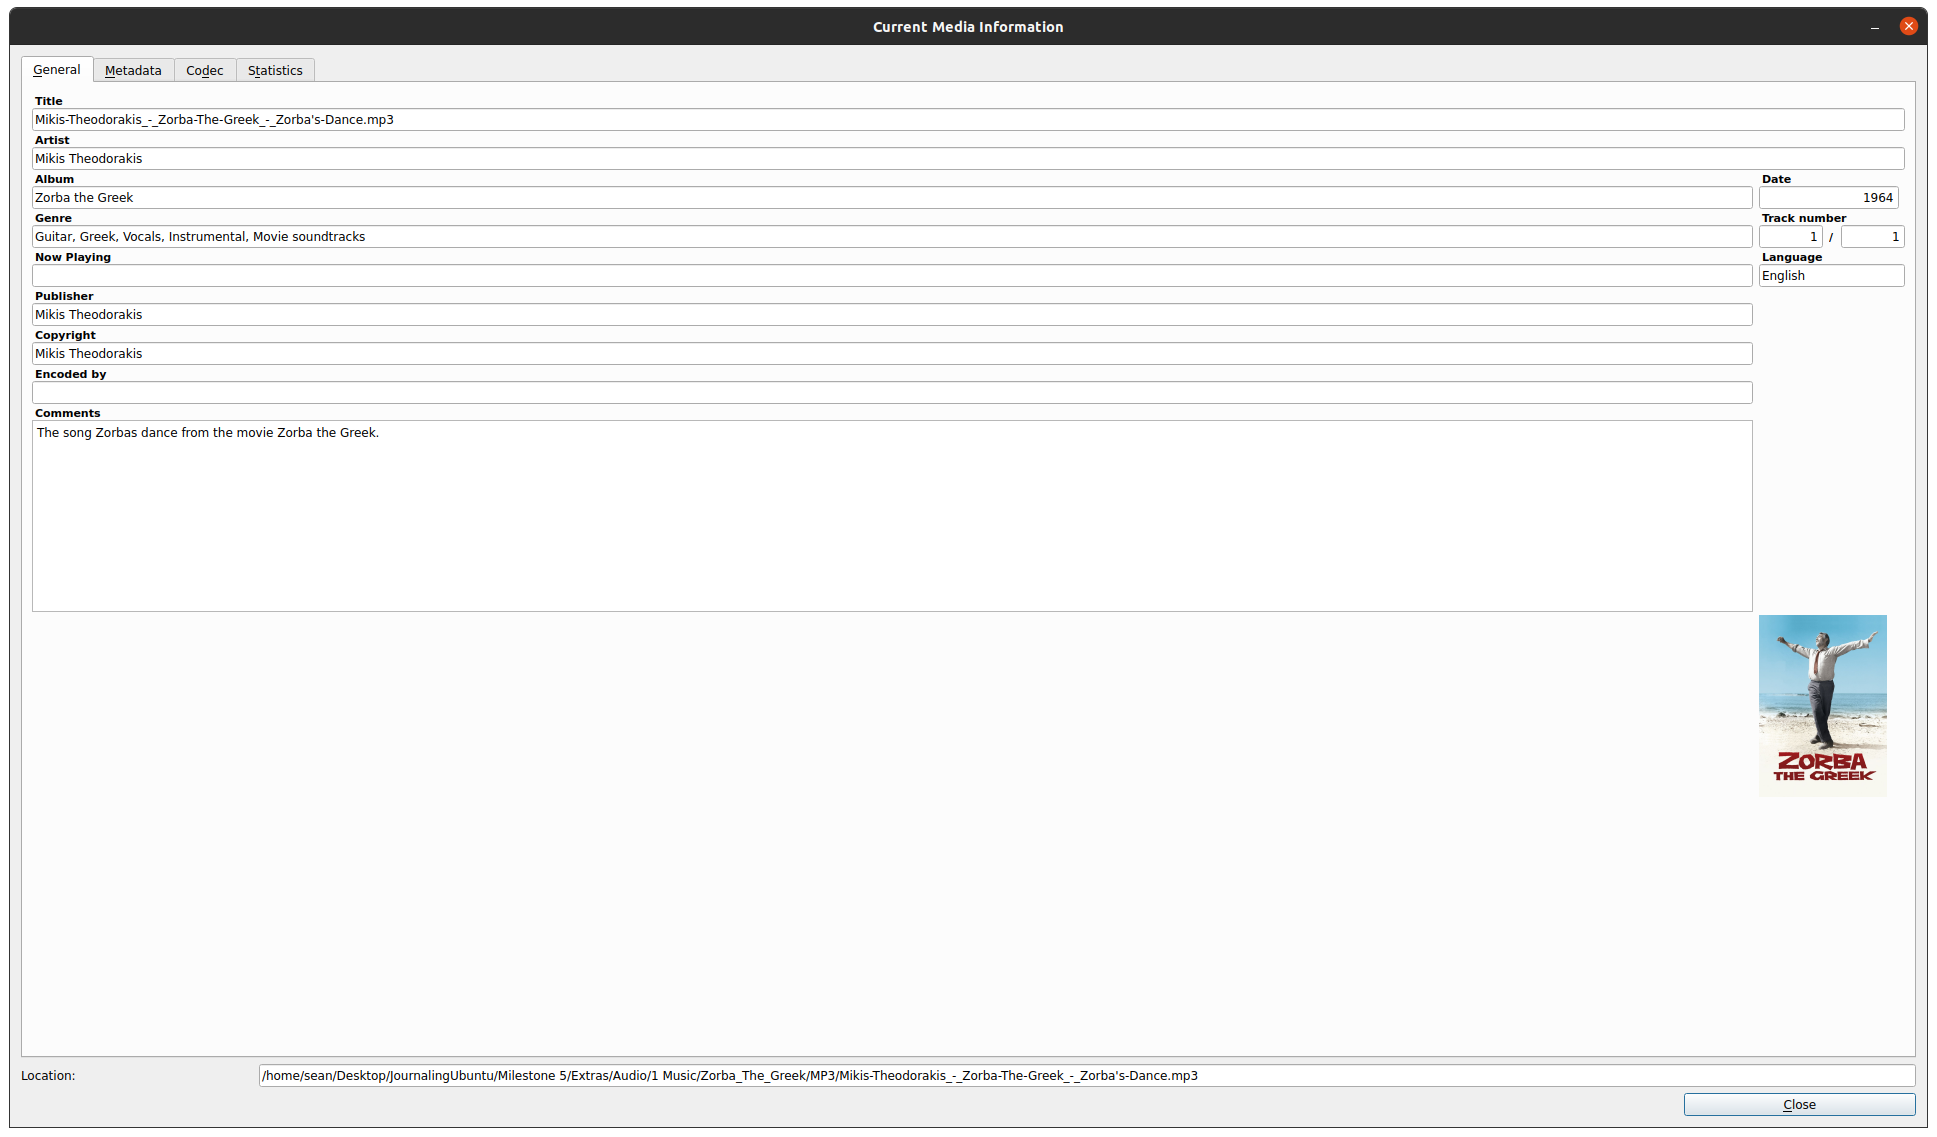 Current Media Information
General Metadata Codec Statistics
Title
Mikis-Theodorakis_-_Zorba-The-Greek_-_Zorba's-Dance.mp3
Artist
Mikis Theodorakis
Album Date
Zorba the Greek 1964
Genre Track number
Guitar, Greek, Vocals, Instrumental, Movie soundtracks 1 / 1
Now Playing Language
English
Publisher
Mikis Theodorakis
Copyright
Mikis Theodorakis
Encoded by
Comments
The song Zorbas dance from the movie Zorba the Greek.
ZORBA
THE GREEK
Location: /home/sean/Desktop/JournalingUbuntu/Milestone 5/Extras/Audio/1 Music/Zorba_The_Greek/MP3/Mikis-Theodorakis_-_Zorba-The-Greek_-_Zorba's-Dance.mp3
Close